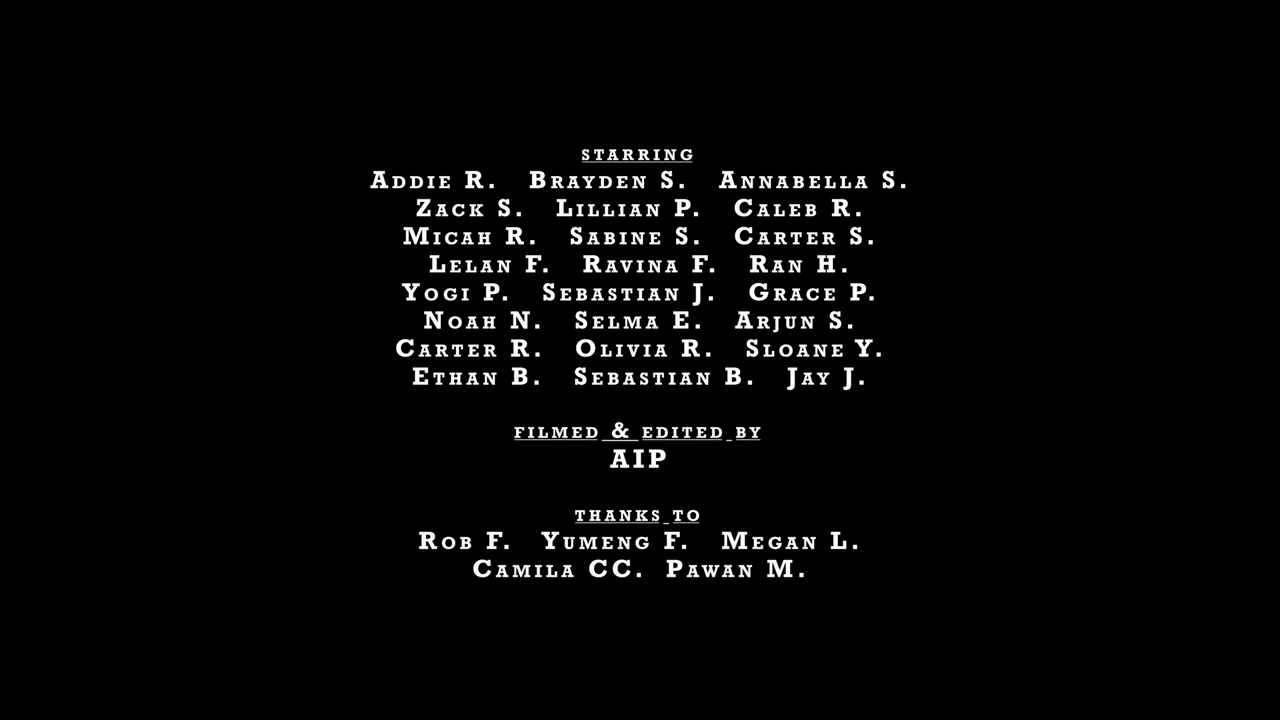 STARRING
ADDIE R. BRAYDEN S. ANNABELLA S.
ZACK S. LILLIAN P. CALEB R.
MICAH R. SABINE S. CARTER S.
LELAN F. RAVINA F. RAN H.
YOGI P. SEBASTIAN J. GRACE P.
NOAH N. SELMA E. ARJUN S.
CARTER R. OLIVIA R. SLOANE Y.
ETHAN B. SEBASTIAN B. JAY J.
FILMED & EDITED BY
AIP
THANKS TO
ROB F. YUMENG F. MEGAN L.
CAMILA CC. PAWAN M.